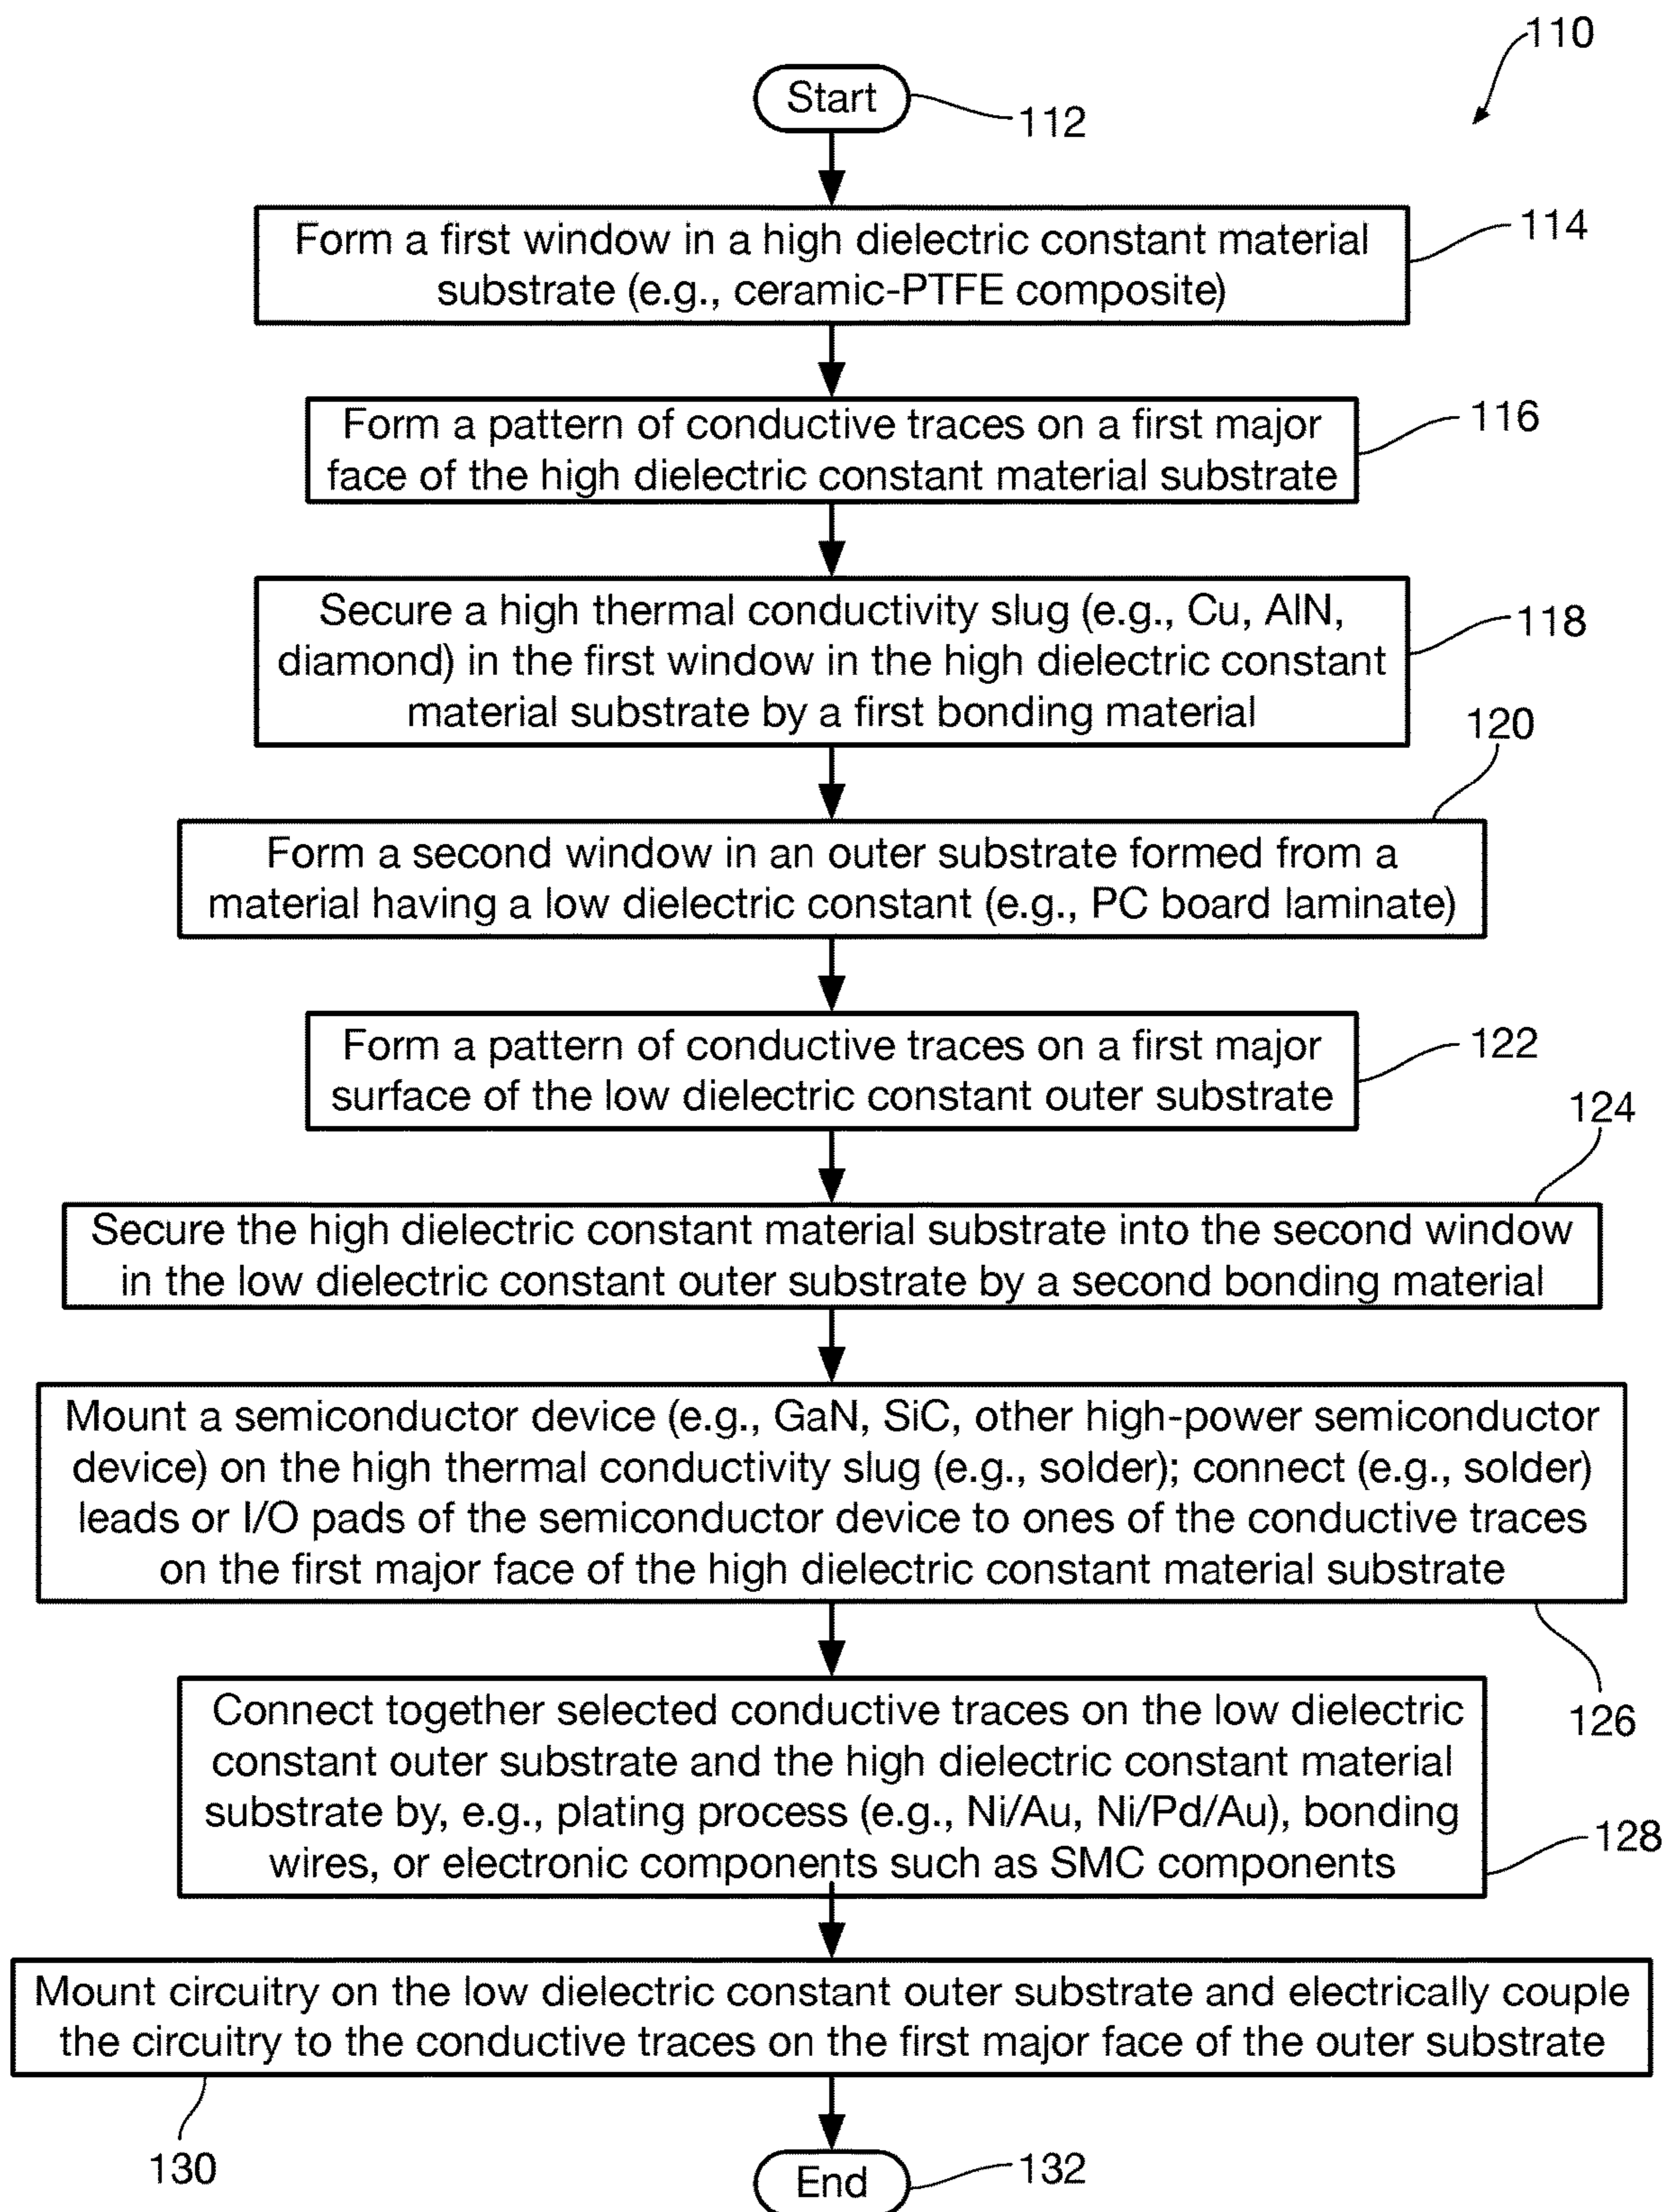 110
Start
112
Form a first window in a high dielectric constant material
substrate (e.g., ceramic-PTFE composite)
114
Form a pattern of conductive traces on a first major
face of the high dielectric constant material substrate
116
Secure a high thermal conductivity slug (e.g., Cu, AlN,
diamond) in the first window in the high dielectric constant
material substrate by a first bonding material
118
120
Form a second window in an outer substrate formed from a
material having a low dielectric constant (e.g., PC board laminate)
Form a pattern of conductive traces on a first major
surface of the low dielectric constant outer substrate
122
124
Secure the high dielectric constant material substrate into the second window
in the low dielectric constant outer substrate by a second bonding material
Mount a semiconductor device (e.g., GaN, SiC, other high-power semiconductor
device) on the high thermal conductivity slug (e.g., solder); connect (e.g., solder)
leads or I/O pads of the semiconductor device to ones of the conductive traces
on the first major face of the high dielectric constant material substrate
126
Connect together selected conductive traces on the low dielectric
constant outer substrate and the high dielectric constant material
substrate by, e.g., plating process (e.g., Ni/Au, Ni/Pd/Au), bonding
wires, or electronic components such as SMC components
128
Mount circuitry on the low dielectric constant outer substrate and electrically couple
the circuitry to the conductive traces on the first major face of the outer substrate
130
End
132